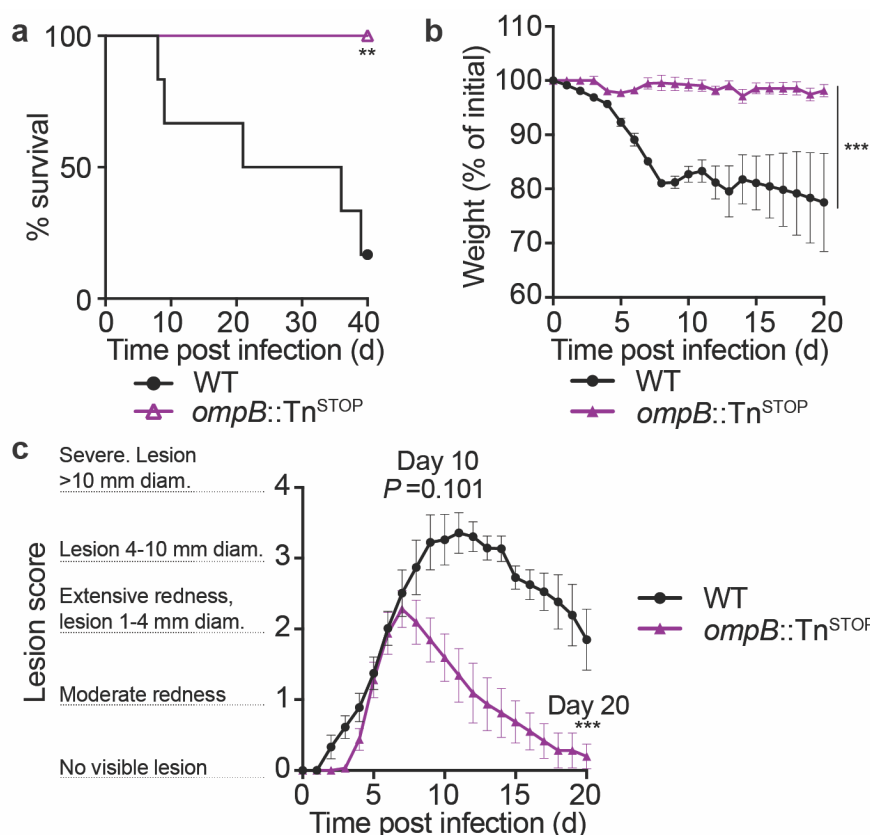 a
100
50
0
% survival
**
0 10 20 30 40
Time post infection (d)
WT
ompB::Tn^STOP
b
110
100
90
80
70
60
Weight (% of initial)
***
0 5 10 15 20
Time post infection (d)
WT
ompB::Tn^STOP
c
Severe. Lesion
>10 mm diam.
Lesion 4-10 mm diam.
Extensive redness,
lesion 1-4 mm diam.
Moderate redness
No visible lesion
Lesion score
4
3
2
1
0
Day 10
P=0.101
Day 20
***
0 5 10 15 20
Time post infection (d)
WT
ompB::Tn^STOP